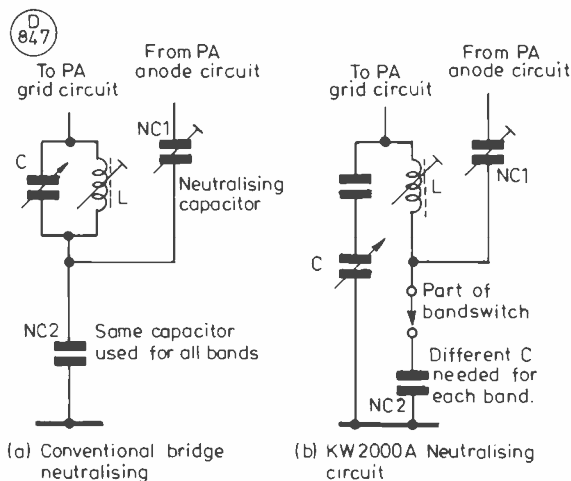 D
847
To PA
grid circuit
From PA
anode circuit
NC1
C
L
Neutralising
capacitor
NC2
Same capacitor
used for all bands
(a) Conventional bridge
neutralising
To PA
grid circuit
From PA
anode circuit
L
NC1
C
Part of
bandswitch
Different C
needed for
each band.
NC2
(b) KW2000A Neutralising
circuit